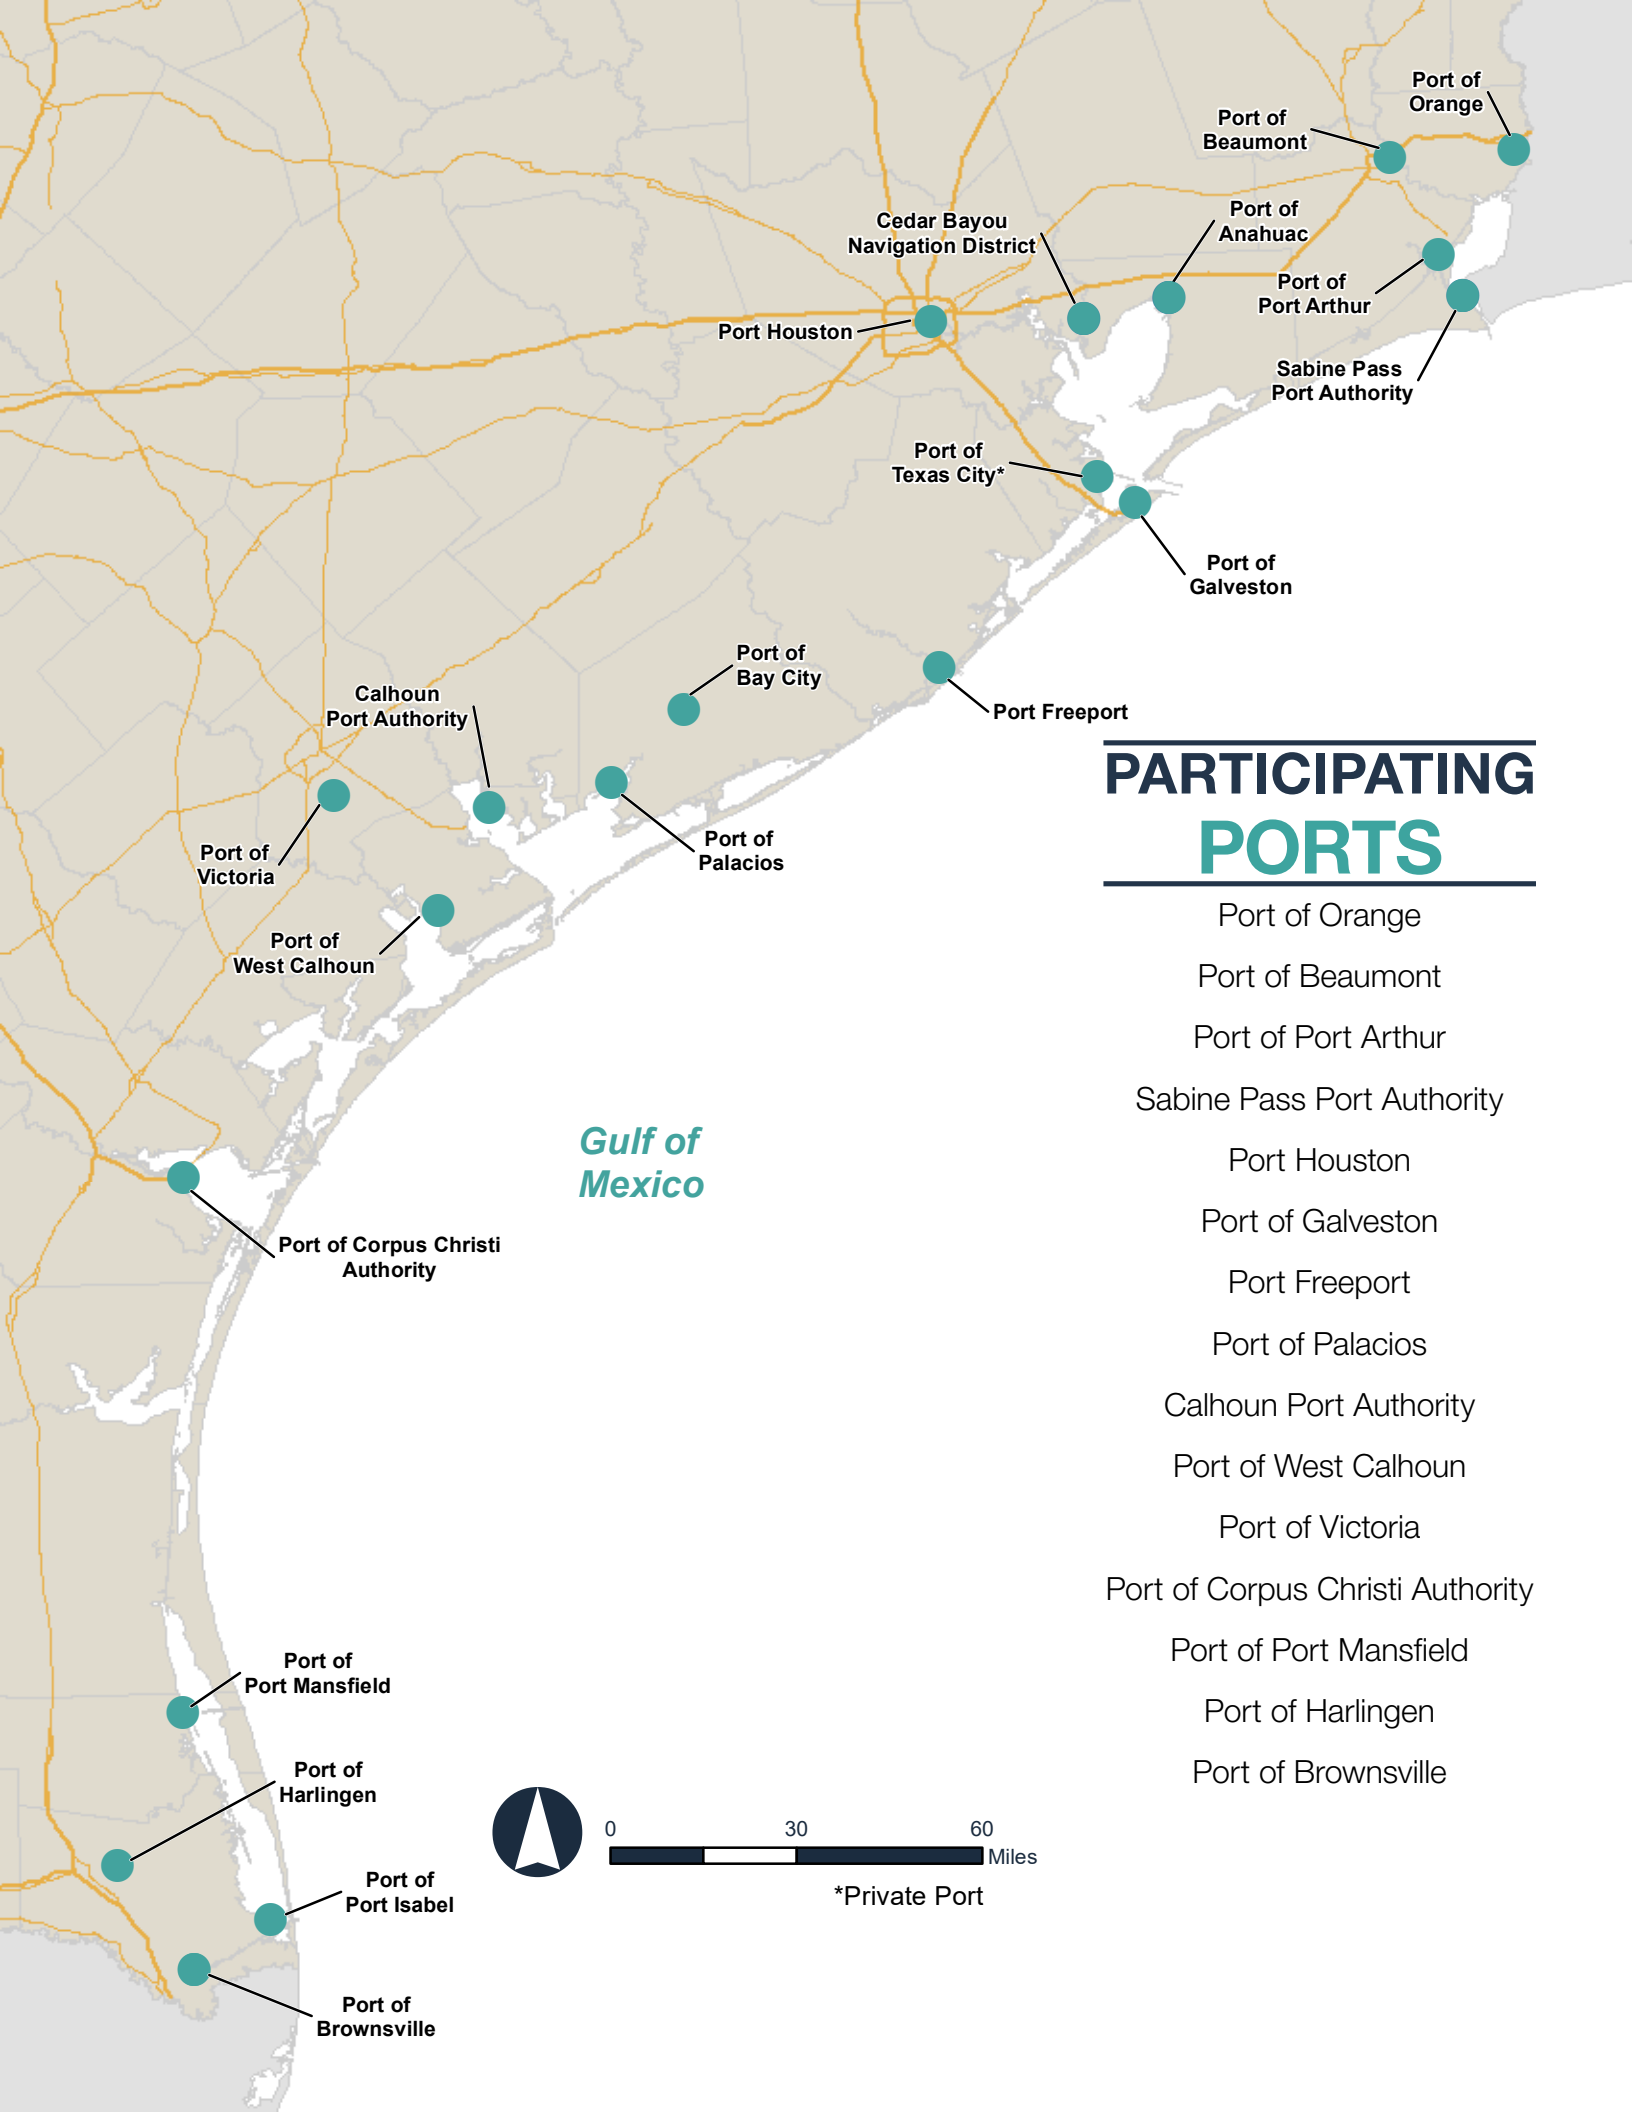 Port of
Orange
Port of
Beaumont
Port of
Anahuac
Cedar Bayou
Navigation District
Port of
Port Arthur
Port Houston
Sabine Pass
Port Authority
Port of
Texas City*
Port of
Galveston
Port of
Bay City
Calhoun
Port Authority
Port Freeport
Port of
Palacios
Port of
Victoria
Port of
West Calhoun
Gulf of
Mexico
Port of Corpus Christi
Authority
Port of
Port Mansfield
Port of
Harlingen
Port of
Port Isabel
Port of
Brownsville
PARTICIPATING
PORTS
Port of Orange
Port of Beaumont
Port of Port Arthur
Sabine Pass Port Authority
Port Houston
Port of Galveston
Port Freeport
Port of Palacios
Calhoun Port Authority
Port of West Calhoun
Port of Victoria
Port of Corpus Christi Authority
Port of Port Mansfield
Port of Harlingen
Port of Brownsville
0 30 60
Miles
*Private Port